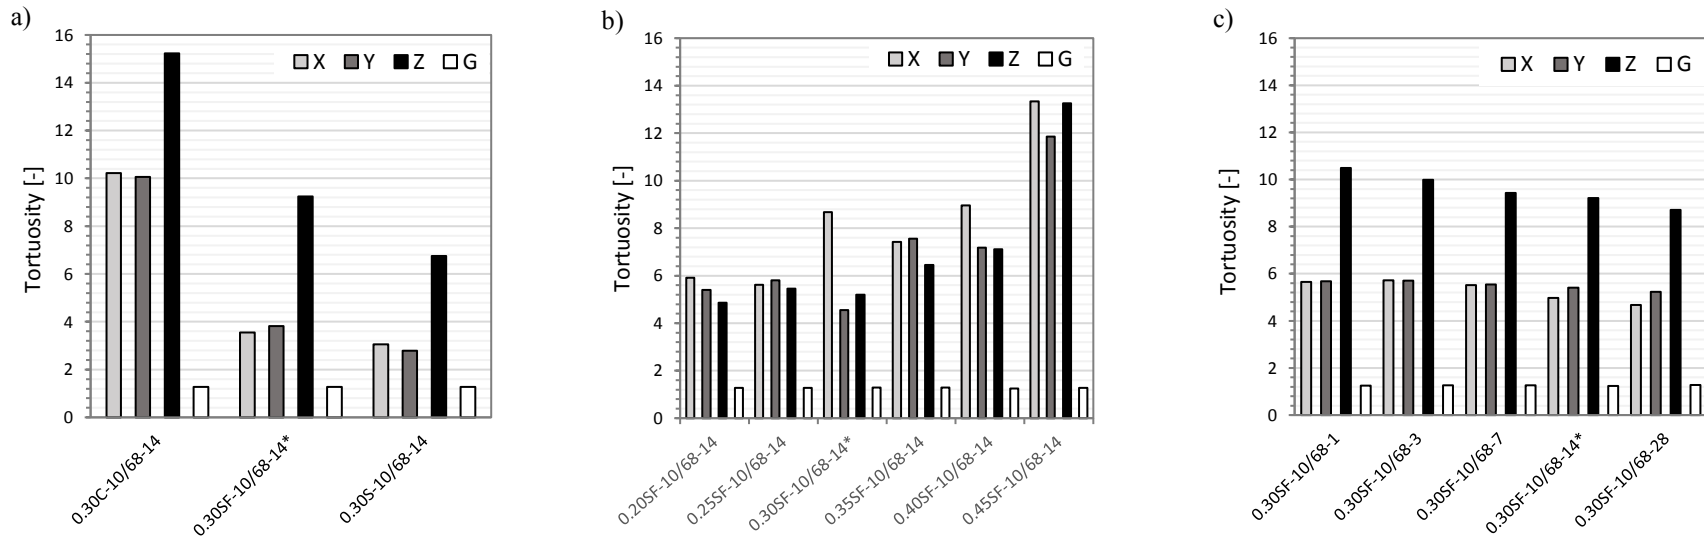 a)
Tortuosity [-]
16
14
12
10
8
6
4
2
0
X Y Z G
0.30C-10/68-14
0.30SF-10/68-14*
0.30S-10/68-14
b)
Tortuosity [-]
16
14
12
10
8
6
4
2
0
X Y Z G
0.20SF-10/68-14
0.25SF-10/68-14
0.30SF-10/68-14*
0.35SF-10/68-14
0.40SF-10/68-14
0.45SF-10/68-14
c)
Tortuosity [-]
16
14
12
10
8
6
4
2
0
X Y Z G
0.30SF-10/68-1
0.30SF-10/68-3
0.30SF-10/68-7
0.30SF-10/68-14*
0.30SF-10/68-28